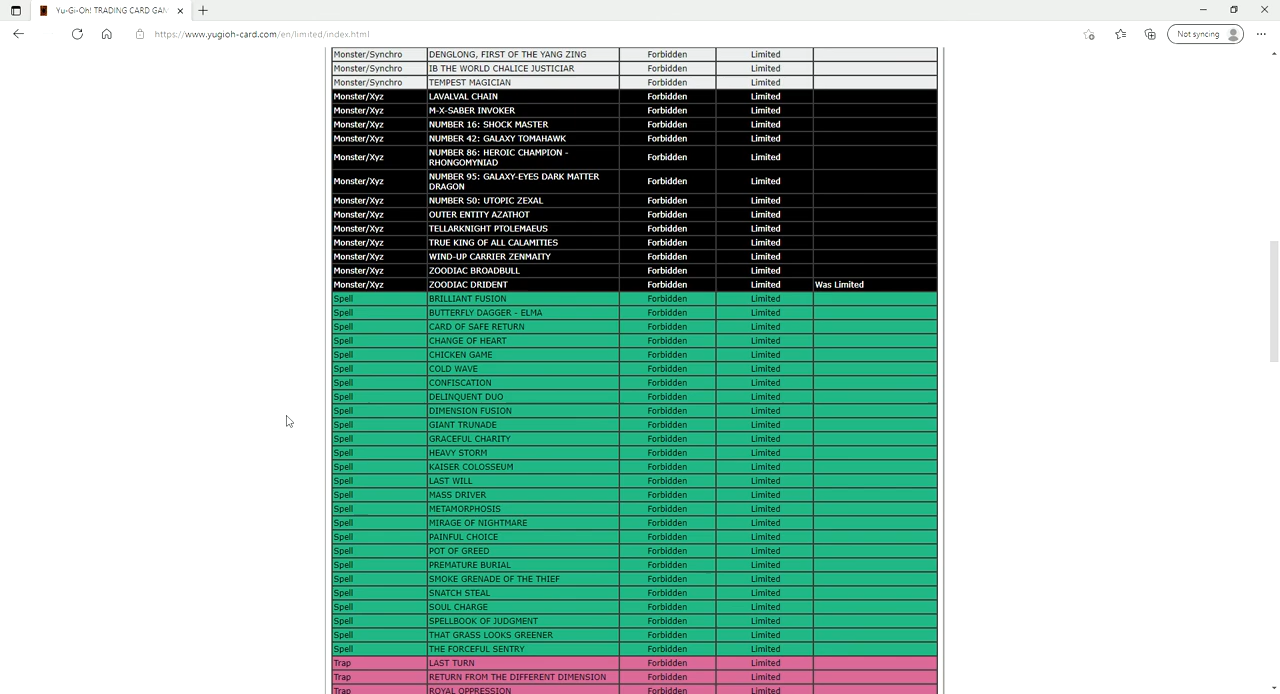 Yu-Gi-Oh! TRADING CARD GAM
https://www.yugioh-card.com/en/limited/index.html
Not syncing
Monster/Synchro DENGLONG, FIRST OF THE YANG ZING Forbidden Limited
Monster/Synchro IB THE WORLD CHALICE JUSTICIAR Forbidden Limited
Monster/Synchro TEMPEST MAGICIAN Forbidden Limited
Monster/Xyz LAVALVAL CHAIN Forbidden Limited
Monster/Xyz M-X-SABER INVOKER Forbidden Limited
Monster/Xyz NUMBER 16: SHOCK MASTER Forbidden Limited
Monster/Xyz NUMBER 42: GALAXY TOMAHAWK Forbidden Limited
Monster/Xyz NUMBER 86: HEROIC CHAMPION - Forbidden Limited
RHONGOMYNIAD
Monster/Xyz NUMBER 95: GALAXY-EYES DARK MATTER Forbidden Limited
DRAGON
Monster/Xyz NUMBER S0: UTOPIC ZEXAL Forbidden Limited
Monster/Xyz OUTER ENTITY AZATHOT Forbidden Limited
Monster/Xyz TELLARKNIGHT PTOLEMAEUS Forbidden Limited
Monster/Xyz TRUE KING OF ALL CALAMITIES Forbidden Limited
Monster/Xyz WIND-UP CARRIER ZENMAITY Forbidden Limited
Monster/Xyz ZOODIAC BROADBULL Forbidden Limited
Monster/Xyz ZOODIAC DRIDENT Forbidden Limited Was Limited
Spell BRILLIANT FUSION Forbidden Limited
Spell BUTTERFLY DAGGER - ELMA Forbidden Limited
Spell CARD OF SAFE RETURN Forbidden Limited
Spell CHANGE OF HEART Forbidden Limited
Spell CHICKEN GAME Forbidden Limited
Spell COLD WAVE Forbidden Limited
Spell CONFISCATION Forbidden Limited
Spell DELINQUENT DUO Forbidden Limited
Spell DIMENSION FUSION Forbidden Limited
Spell GIANT TRUNADE Forbidden Limited
Spell GRACEFUL CHARITY Forbidden Limited
Spell HEAVY STORM Forbidden Limited
Spell KAISER COLOSSEUM Forbidden Limited
Spell LAST WILL Forbidden Limited
Spell MASS DRIVER Forbidden Limited
Spell METAMORPHOSIS Forbidden Limited
Spell MIRAGE OF NIGHTMARE Forbidden Limited
Spell PAINFUL CHOICE Forbidden Limited
Spell POT OF GREED Forbidden Limited
Spell PREMATURE BURIAL Forbidden Limited
Spell SMOKE GRENADE OF THE THIEF Forbidden Limited
Spell SNATCH STEAL Forbidden Limited
Spell SOUL CHARGE Forbidden Limited
Spell SPELLBOOK OF JUDGMENT Forbidden Limited
Spell THAT GRASS LOOKS GREENER Forbidden Limited
Spell THE FORCEFUL SENTRY Forbidden Limited
Trap LAST TURN Forbidden Limited
Trap RETURN FROM THE DIFFERENT DIMENSION Forbidden Limited
Trap ROYAL OPPRESSION Forbidden Limited